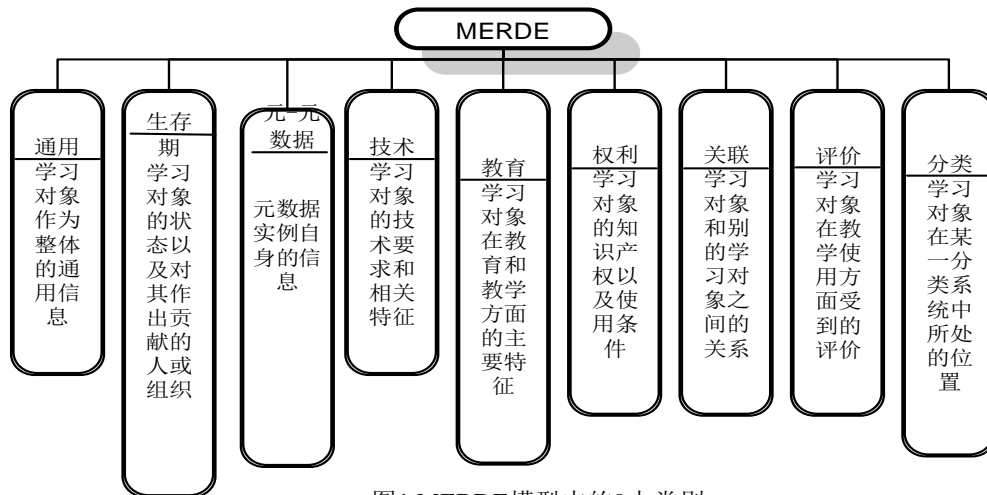 MERDE
通用
学习
对象
作为
整体
的通
用信
息
生存
期
学习
对象
的状
态以
及对
其作
出贡
献的
人或
组织
元-元
数据
元数据
实例自
身的信
息
技术
学习
对象
的技
术要
求和
相关
特征
教育
学习
对象
在教
育和
教学
方面
的主
要特
征
权利
学习
对象
的知
识产
权以
及使
用条
件
关联
学习
对象
和别
的学
习对
象之
间的
关系
评价
学习
对象
在教
学使
用方
面受
到的
评价
分类
学习
对象
在某
一分
类系
统中
所处
的位
置